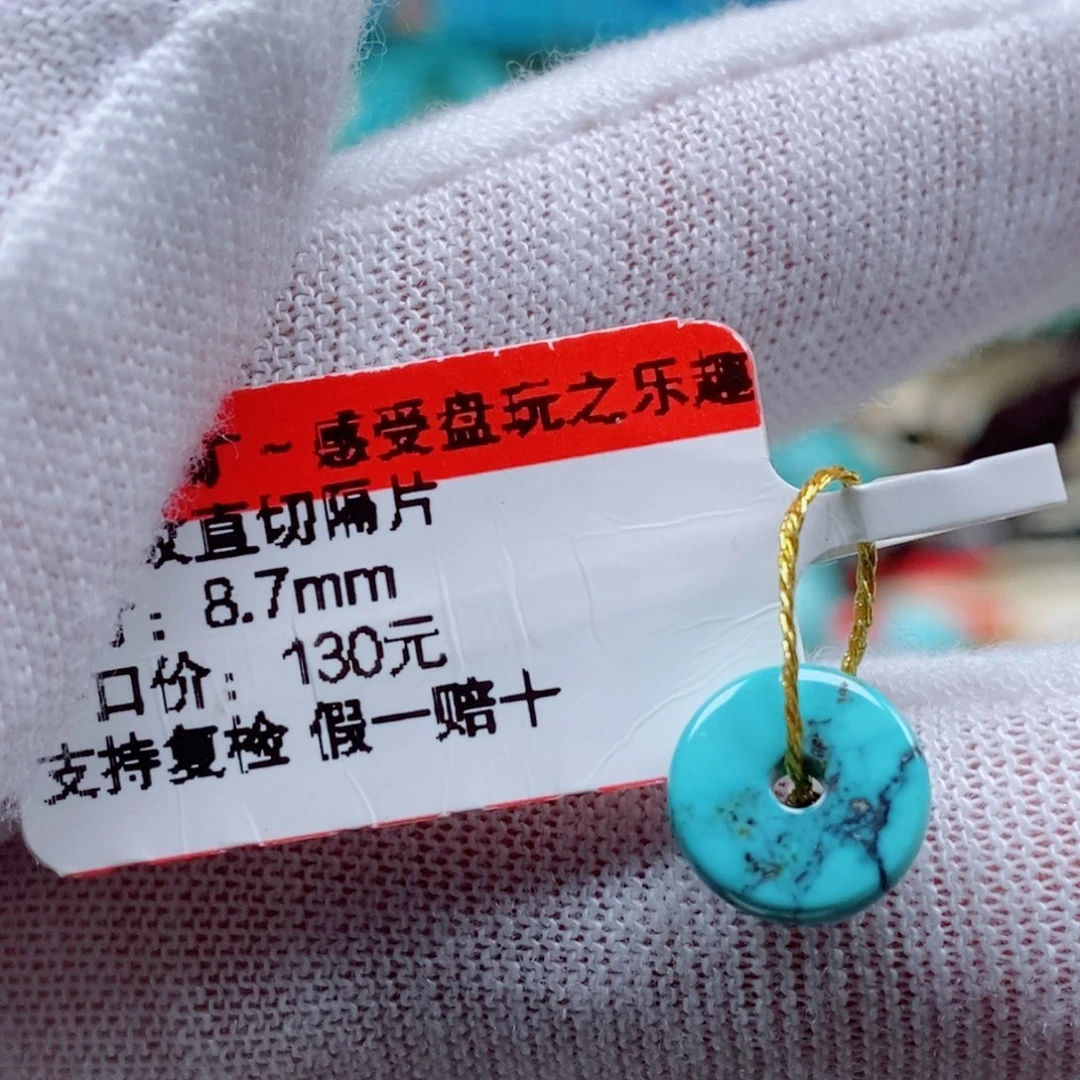 ~感受盘玩之乐趣
直切隔片
：8.7mm
口价：130元
支持复检 假一赔十